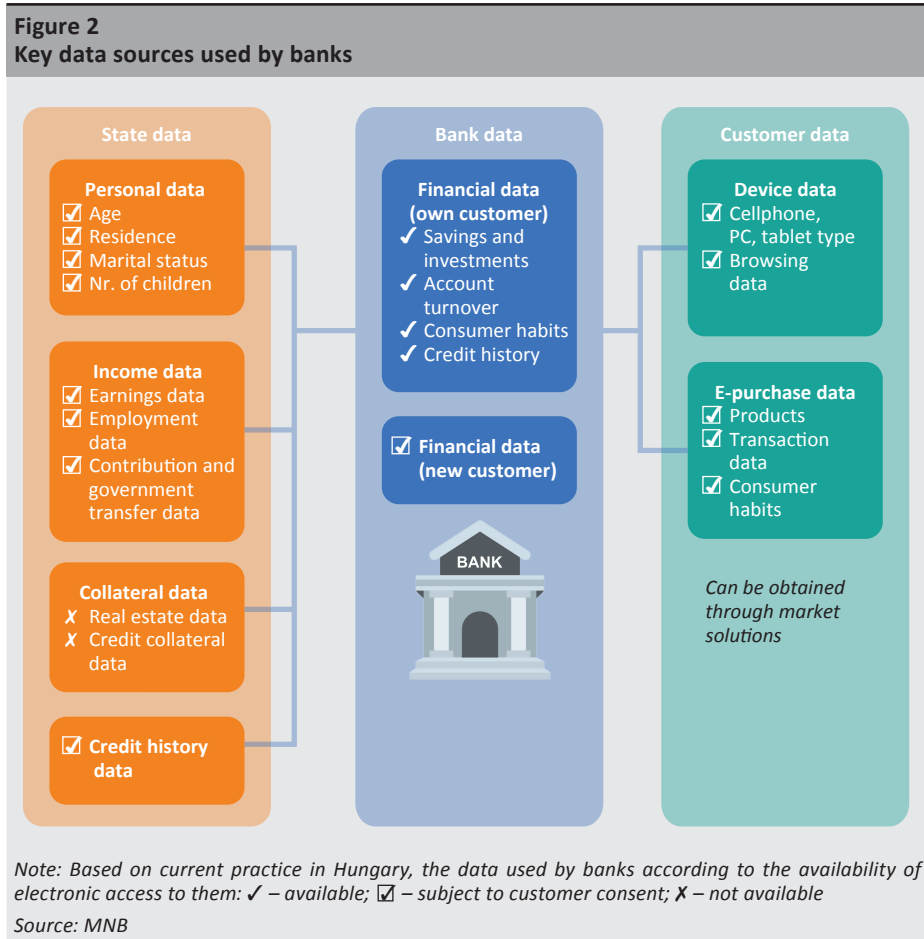 Figure 2
Key data sources used by banks
State data
Personal data
☑ Age
☑ Residence
☑ Marital status
☑ Nr. of children
Income data
☑ Earnings data
☑ Employment
data
☑ Contribution and
government
transfer data
Collateral data
✗ Real estate data
✗ Credit collateral
data
☑ Credit history
data
Bank data
Financial data
(own customer)
✓ Savings and
investments
✓ Account
turnover
✓ Consumer habits
✓ Credit history
☑ Financial data
(new customer)
BANK
Customer data
Device data
☑ Cellphone,
PC, tablet type
☑ Browsing
data
E-purchase data
☑ Products
☑ Transaction
data
☑ Consumer
habits
Can be obtained
through market
solutions
Note: Based on current practice in Hungary, the data used by banks according to the availability of
electronic access to them: ✓ – available; ☑ – subject to customer consent; ✗ – not available
Source: MNB